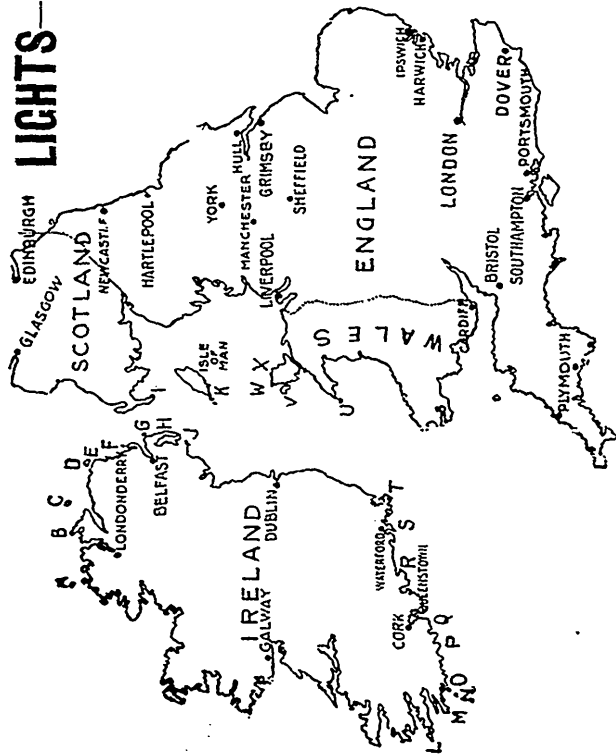 LIGHTS—
EDINBURGH
GLASGOW
SCOTLAND
NEWCASTLE
HARTLEPOOL
YORK
HULL
MANCHESTER
GRIMSBY
LIVERPOOL
SHEFFIELD
ISLE
OF
MAN
ENGLAND
WALES
IPSWICH
HARWICH
LONDON
CARDIFF
BRISTOL
DOVER
SOUTHAMPTON
PORTSMOUTH
PLYMOUTH
A
B
C
D
E
F
LONDONDERRY
BELFAST
G
H
I
J
K
W
X
V
U
IRELAND
GALWAY
DUBLIN
WATERFORD
CORK
QUEENSTOWN
T
S
R
Q
P
O
N
M
L